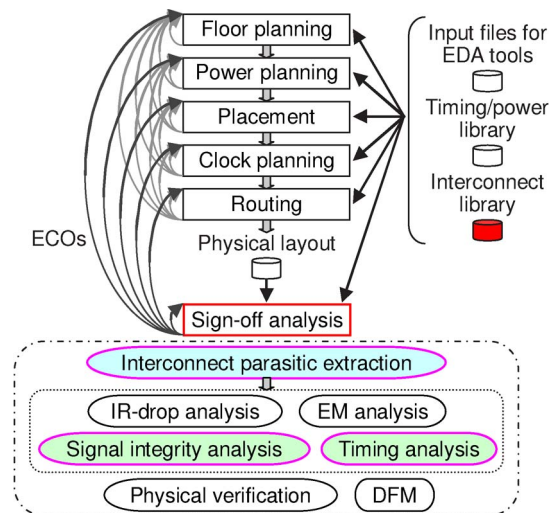 Floor planning
Power planning
Placement
Clock planning
Routing
Physical layout
ECOs
Sign-off analysis
Input files for
EDA tools
Timing/power
library
Interconnect
library
Interconnect parasitic extraction
IR-drop analysis
EM analysis
Signal integrity analysis
Timing analysis
Physical verification
DFM